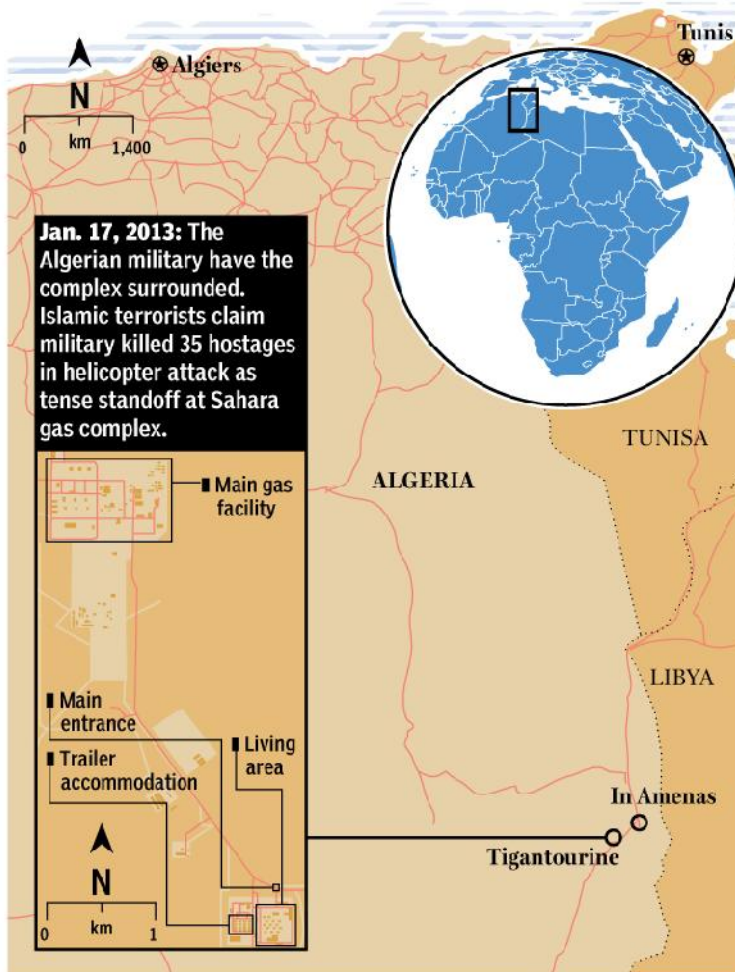 Tunis
Algiers
N
0 km 1,400
Jan. 17, 2013: The
Algerian military have the
complex surrounded.
Islamic terrorists claim
military killed 35 hostages
in helicopter attack as
tense standoff at Sahara
gas complex.
TUNISA
ALGERIA
Main gas
facility
LIBYA
Main
entrance
Living
area
Trailer
accommodation
In Amenas
Tigantourine
N
0 km 1